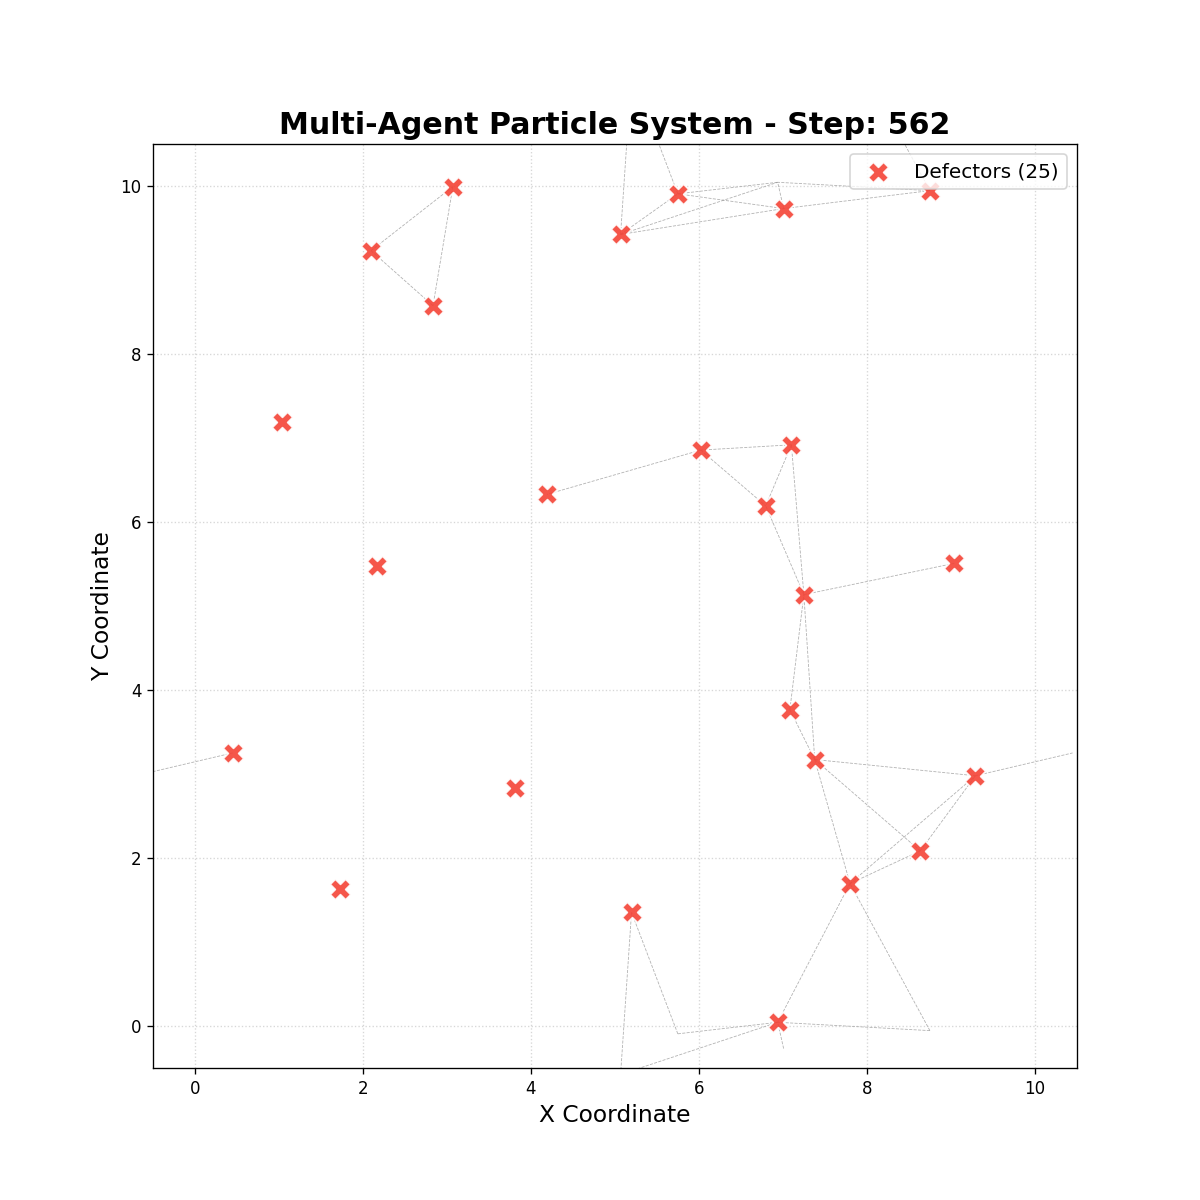 Multi-Agent Particle System - Step: 562
Defectors (25)
10
8
6
4
2
0
Y Coordinate
0 2 4 6 8 10
X Coordinate